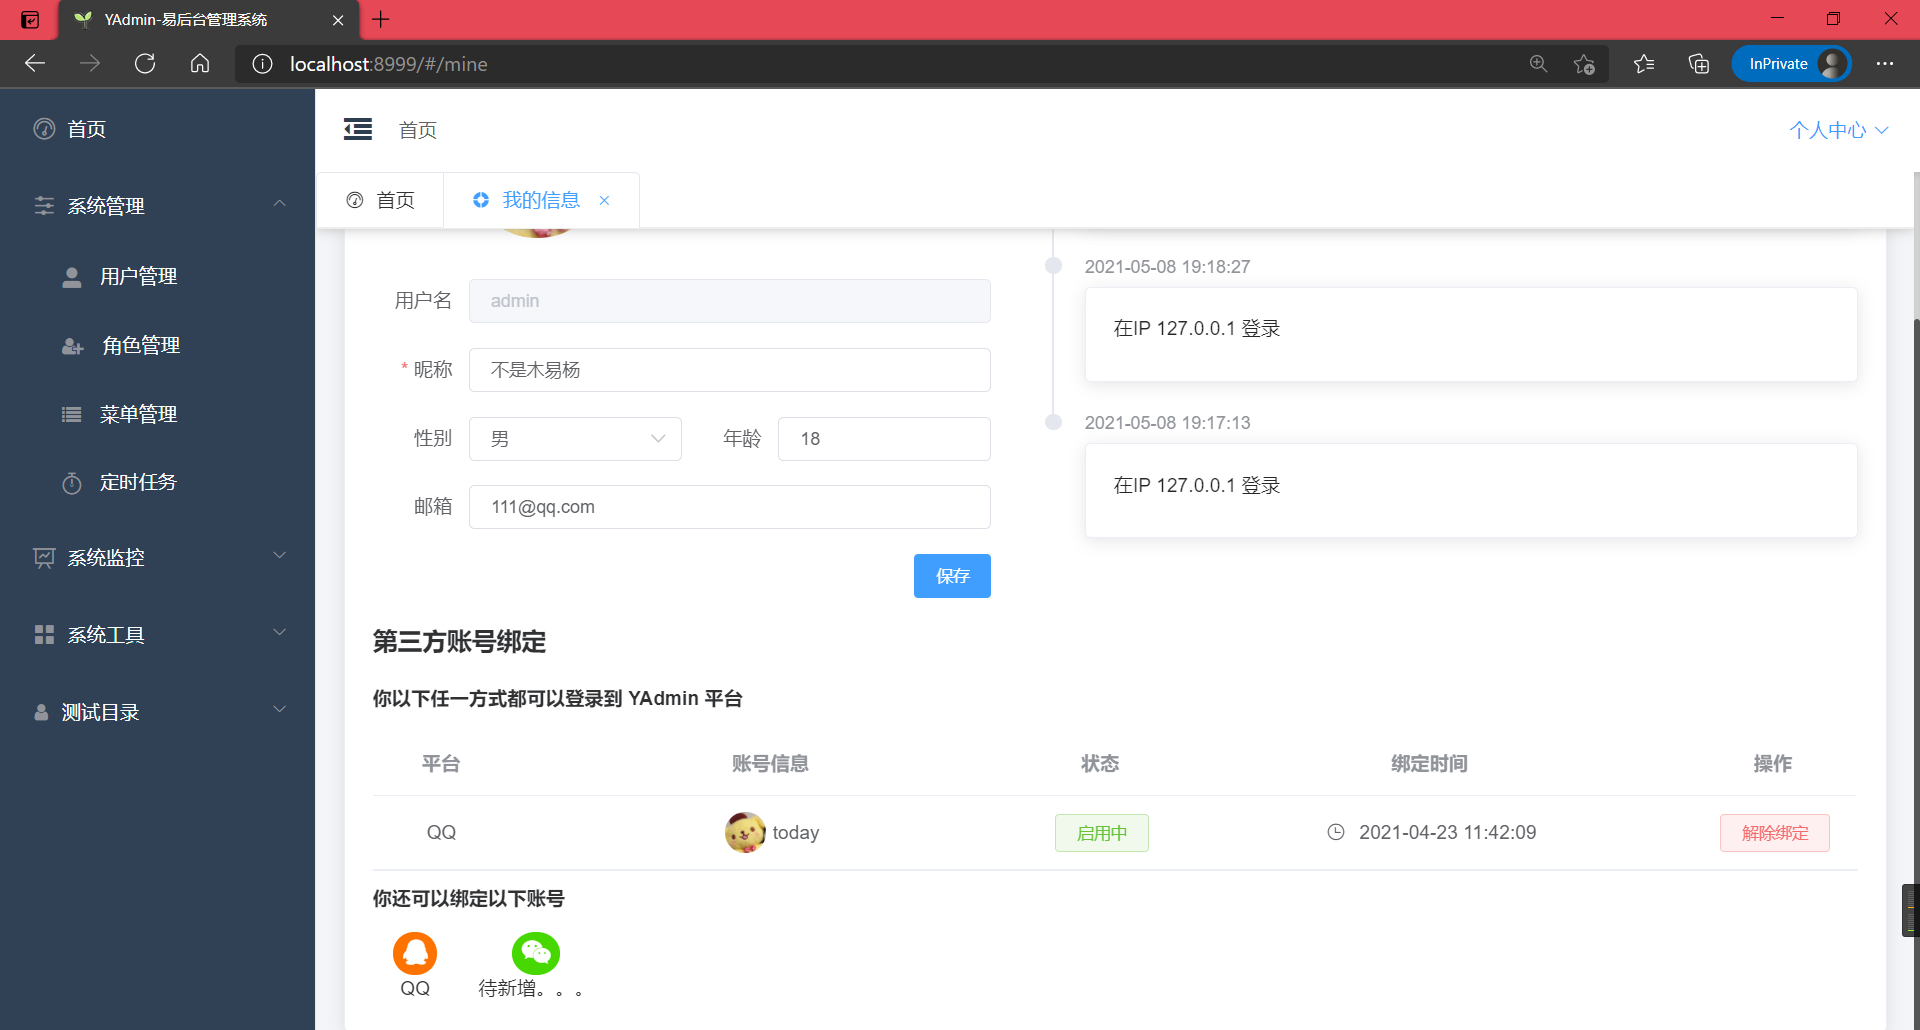 YAdmin-易后台管理系统
localhost:8999/#/mine
InPrivate
首页
系统管理
用户管理
角色管理
菜单管理
定时任务
系统监控
系统工具
测试目录
首页
个人中心
首页
我的信息
用户名 admin
* 昵称 不是木易杨
性别 男 年龄 18
邮箱 111@qq.com
保存
2021-05-08 19:18:27
在IP 127.0.0.1 登录
2021-05-08 19:17:13
在IP 127.0.0.1 登录
第三方账号绑定
你以下任一方式都可以登录到 YAdmin 平台
平台 账号信息 状态 绑定时间 操作
QQ today 启用中 2021-04-23 11:42:09 解除绑定
你还可以绑定以下账号
QQ 待新增。。。